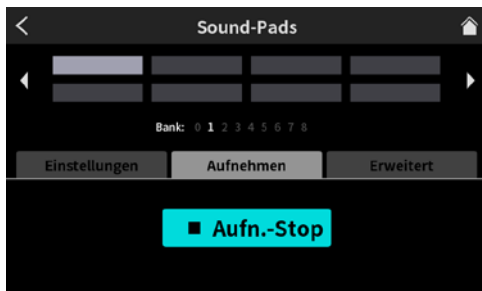 Sound-Pads
Bank: 0 1 2 3 4 5 6 7 8
Einstellungen Aufnehmen Erweitert
Aufn.-Stop